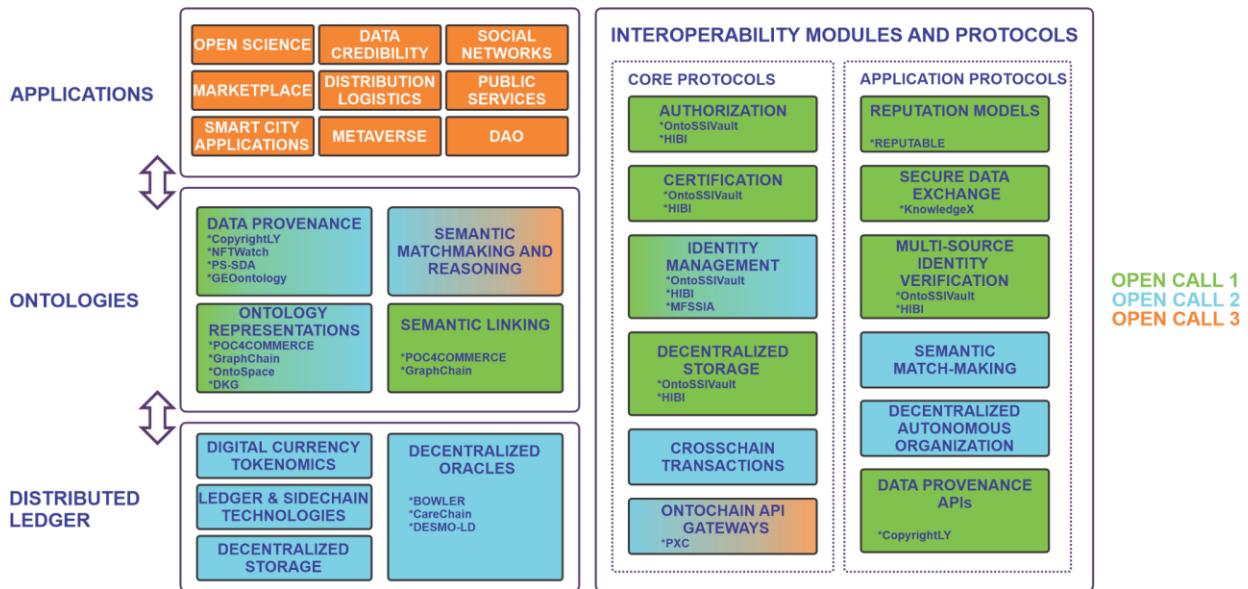 APPLICATIONS
OPEN SCIENCE
DATA
CREDIBILITY
SOCIAL
NETWORKS
MARKETPLACE
DISTRIBUTION
LOGISTICS
PUBLIC
SERVICES
SMART CITY
APPLICATIONS
METAVERSE
DAO
ONTOLOGIES
DATA PROVENANCE
*CopyrightLY
*NFTWatch
*PS-SDA
*GEOontology
SEMANTIC
MATCHMAKING AND
REASONING
ONTOLOGY
REPRESENTATIONS
*POC4COMMERCE
*GraphChain
*OntoSpace
*DKG
SEMANTIC LINKING
*POC4COMMERCE
*GraphChain
DISTRIBUTED
LEDGER
DIGITAL CURRENCY
TOKENOMICS
LEDGER & SIDECHAIN
TECHNOLOGIES
DECENTRALIZED
STORAGE
DECENTRALIZED
ORACLES
*BOWLER
*CareChain
*DESMO-LD
INTEROPERABILITY MODULES AND PROTOCOLS
CORE PROTOCOLS
AUTHORIZATION
*OntoSSIVault
*HIBI
CERTIFICATION
*OntoSSIVault
*HIBI
IDENTITY
MANAGEMENT
*OntoSSIVault
*HIBI
*MFSSIA
DECENTRALIZED
STORAGE
*OntoSSIVault
*HIBI
CROSSCHAIN
TRANSACTIONS
ONTOCHAIN API
GATEWAYS
*PXC
APPLICATION PROTOCOLS
REPUTATION MODELS
*REPUTABLE
SECURE DATA
EXCHANGE
*KnowledgeX
MULTI-SOURCE
IDENTITY
VERIFICATION
*OntoSSIVault
*HIBI
SEMANTIC
MATCH-MAKING
DECENTRALIZED
AUTONOMOUS
ORGANIZATION
DATA PROVENANCE
APIs
*CopyrightLY
OPEN CALL 1
OPEN CALL 2
OPEN CALL 3